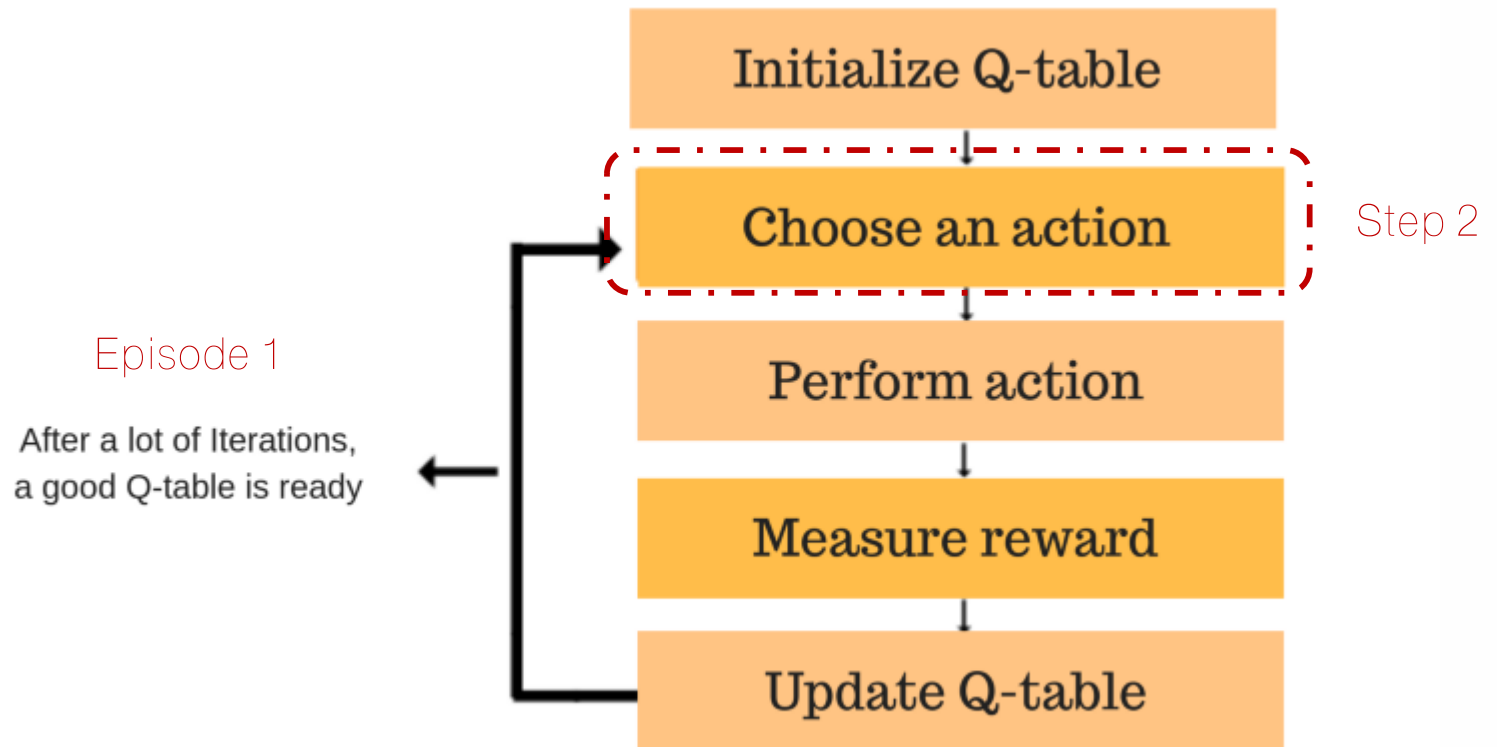 Initialize Q-table
Choose an action
Step 2
Perform action
Episode 1
After a lot of Iterations,
a good Q-table is ready
Measure reward
Update Q-table